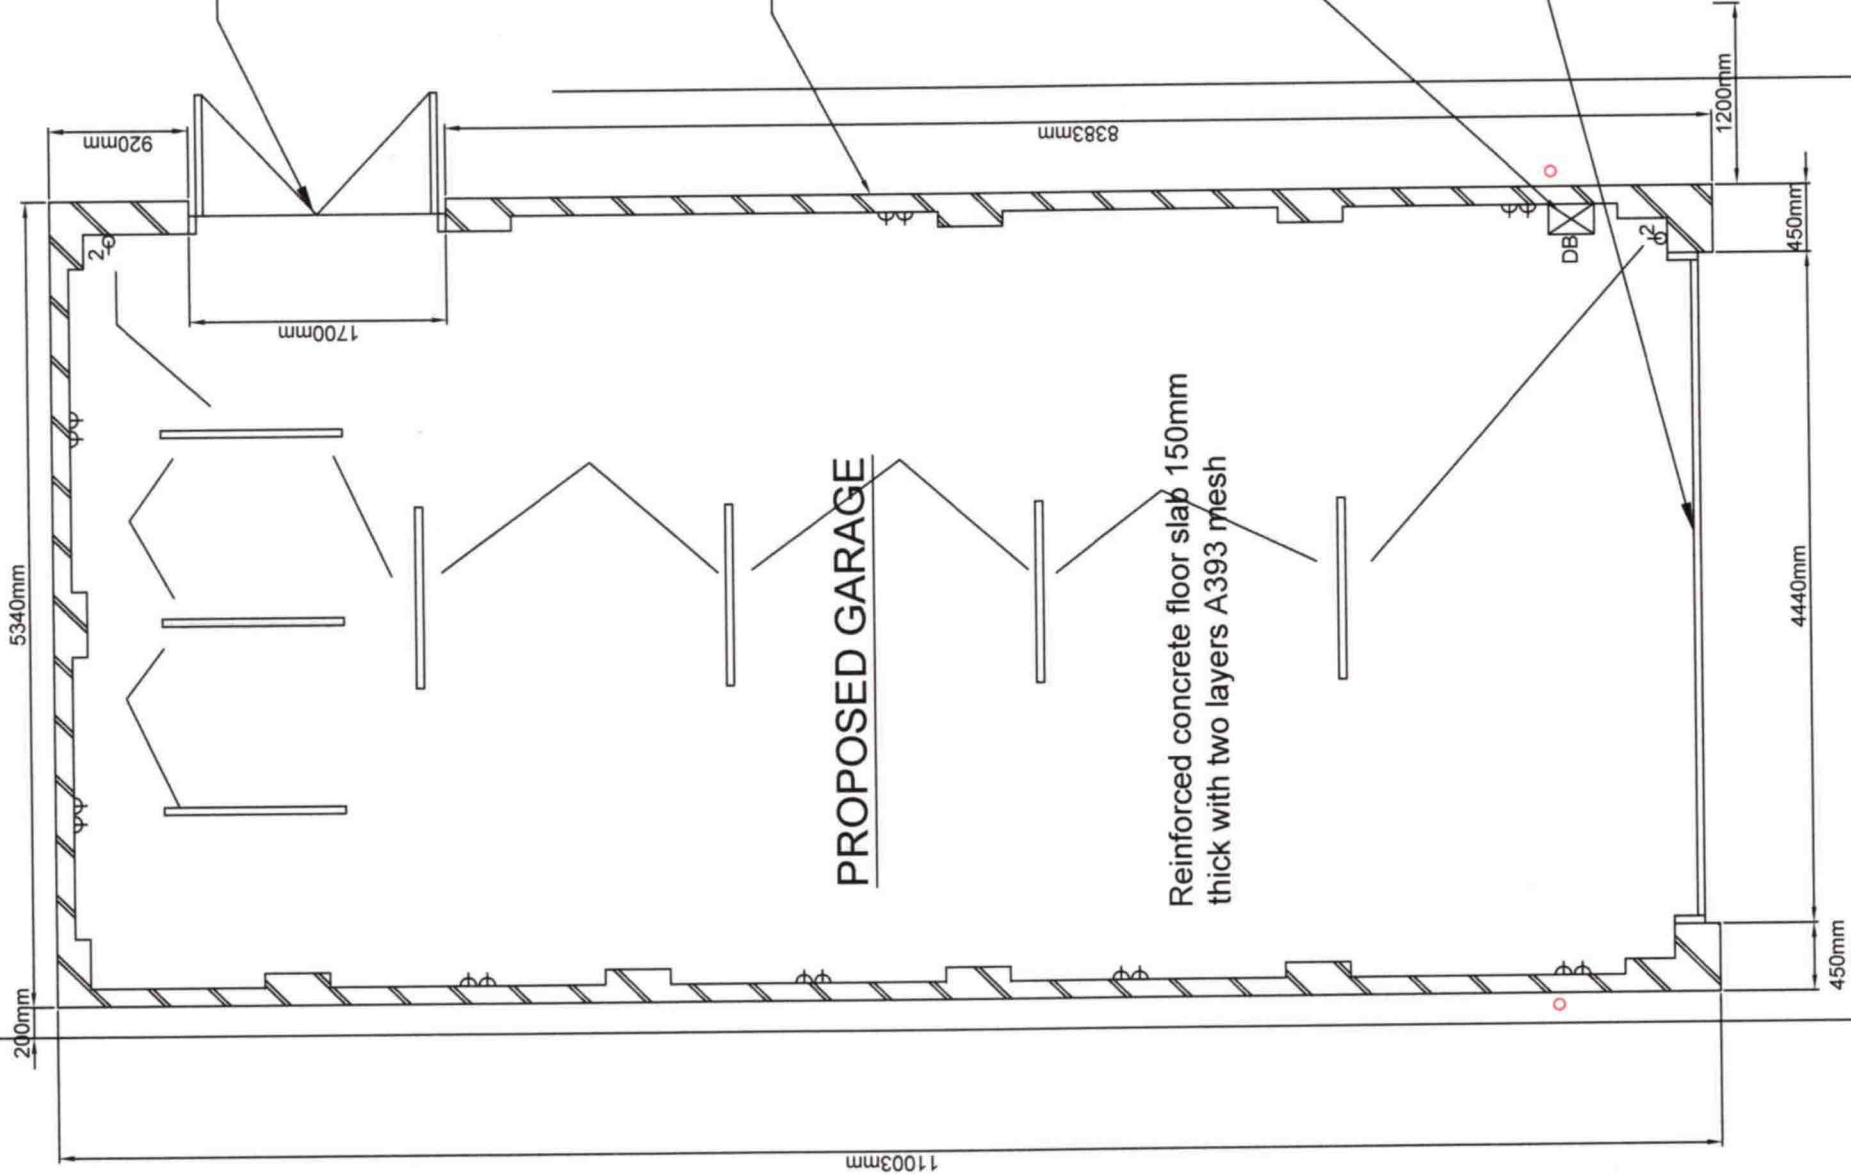 5340mm
200mm
920mm
1700mm
8383mm
1200mm
450mm
4440mm
450mm
11003mm
2
2
DB
PROPOSED GARAGE
Reinforced concrete floor slab 150mm
thick with two layers A393 mesh